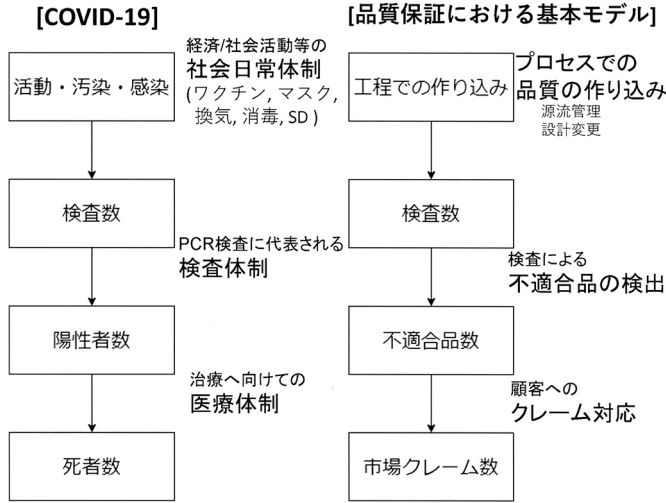 [COVID-19]
活動・汚染・感染
経済/社会活動等の
社会日常体制
(ワクチン, マスク,
換気, 消毒, SD )
検査数
PCR検査に代表される
検査体制
陽性者数
治療へ向けての
医療体制
死者数
[品質保証における基本モデル]
工程での作り込み
プロセスでの
品質の作り込み
源流管理
設計変更
検査数
検査による
不適合品の検出
不適合品数
顧客への
クレーム対応
市場クレーム数